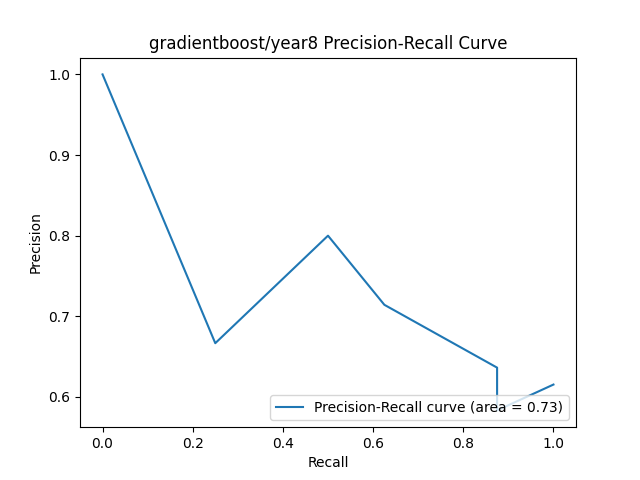 gradientboost/year8 Precision-Recall Curve
1.0
0.9
0.8
0.7
0.6
Precision
Precision-Recall curve (area = 0.73)
0.0 0.2 0.4 0.6 0.8 1.0
Recall